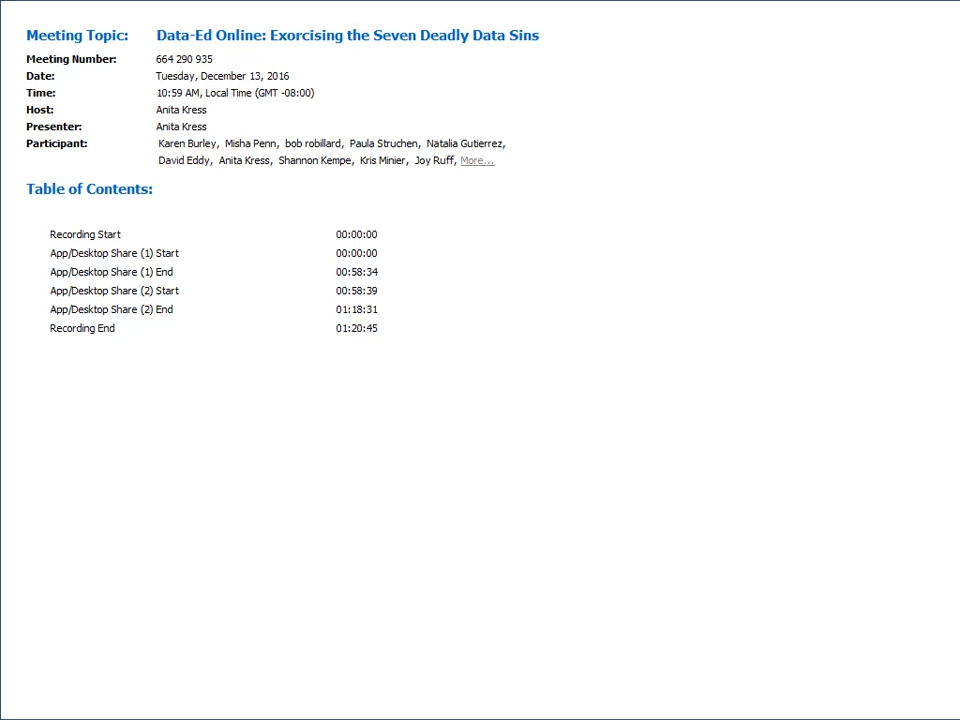 Meeting Topic: Data-Ed Online: Exorcising the Seven Deadly Data Sins
Meeting Number: 664 290 935
Date: Tuesday, December 13, 2016
Time: 10:59 AM, Local Time (GMT -08:00)
Host: Anita Kress
Presenter: Anita Kress
Participant: Karen Burley, Misha Penn, bob robillard, Paula Struchen, Natalia Gutierrez,
David Eddy, Anita Kress, Shannon Kempe, Kris Minier, Joy Ruff, More...
Table of Contents:
Recording Start 00:00:00
App/Desktop Share (1) Start 00:00:00
App/Desktop Share (1) End 00:58:34
App/Desktop Share (2) Start 00:58:39
App/Desktop Share (2) End 01:18:31
Recording End 01:20:45